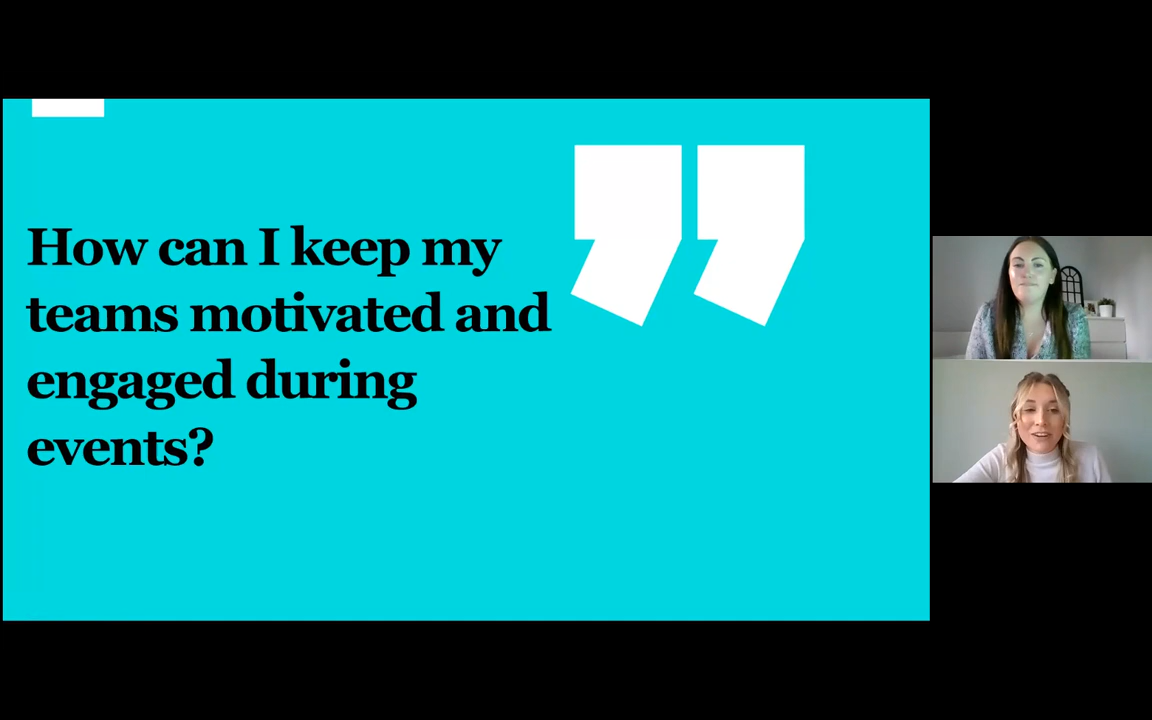 How can I keep my
teams motivated and
engaged during
events?